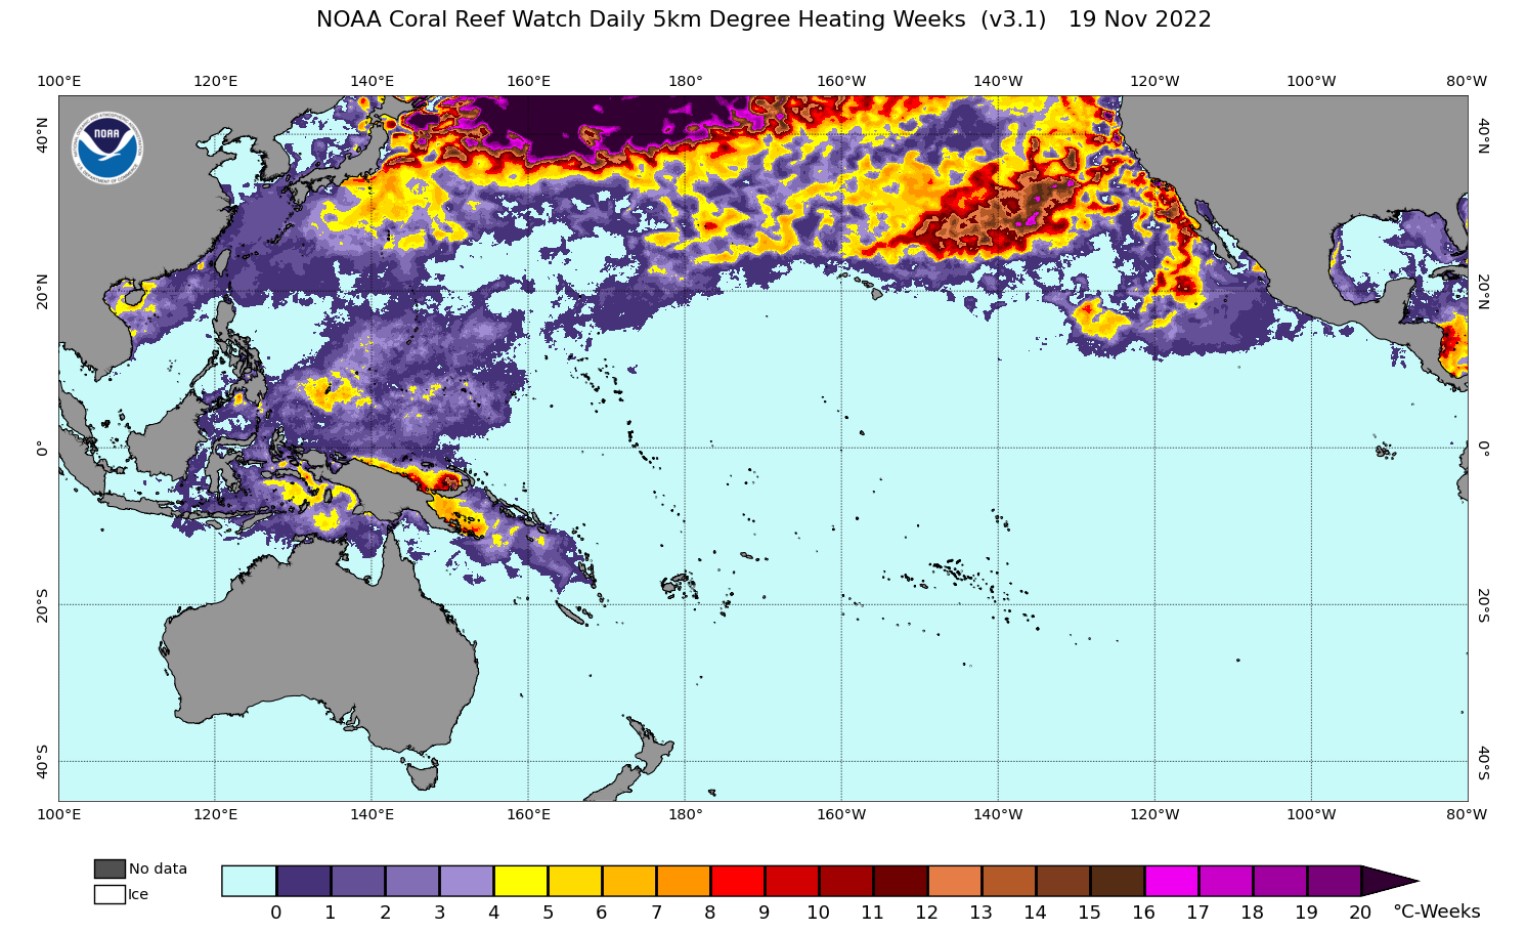 NOAA Coral Reef Watch Daily 5km Degree Heating Weeks (v3.1) 19 Nov 2022
100°E 120°E 140°E 160°E 180° 160°W 140°W 120°W 100°W 80°W
NOAA
40°N 40°N
20°N 20°N
0° 0°
20°S 20°S
40°S 40°S
100°E 120°E 140°E 160°E 180° 160°W 140°W 120°W 100°W 80°W
No data
Ice
0 1 2 3 4 5 6 7 8 9 10 11 12 13 14 15 16 17 18 19 20 °C-Weeks